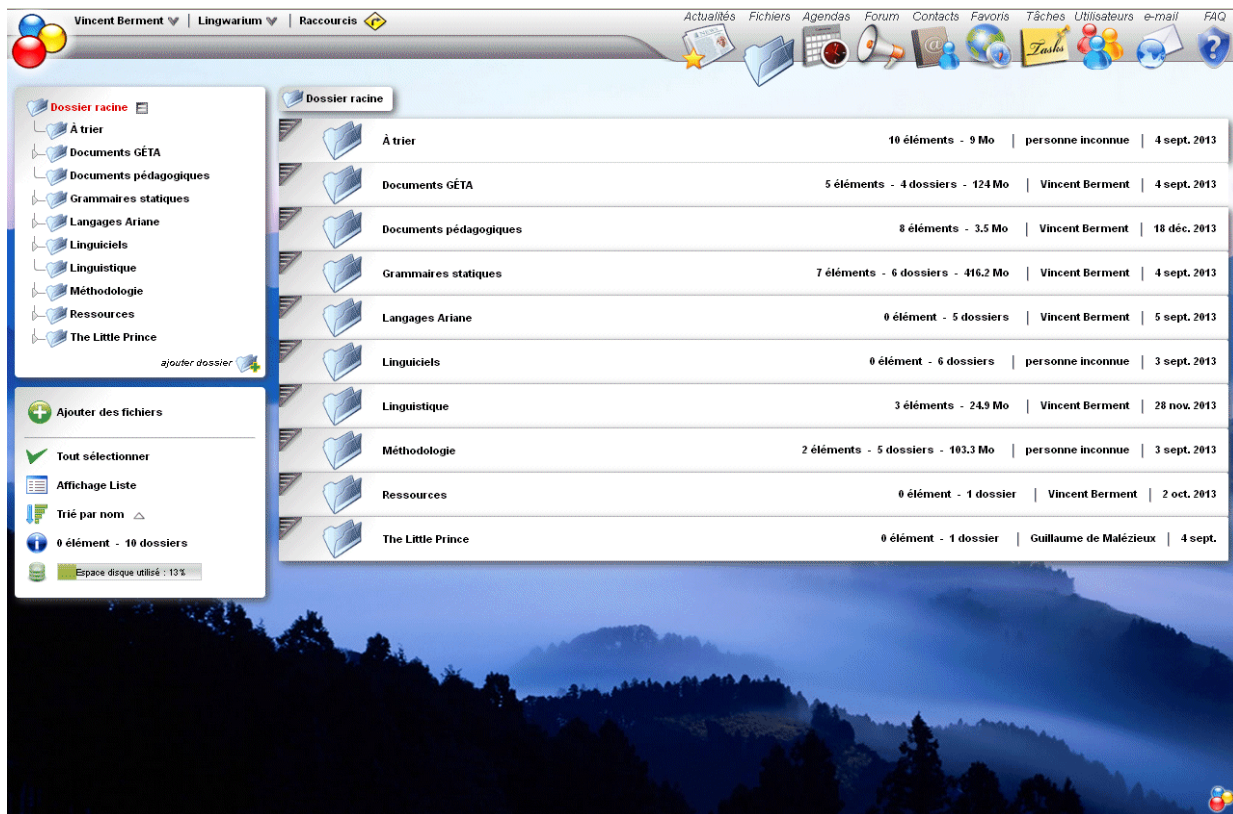 Vincent Berment | Lingwarium | Raccourcis
Actualités Fichiers Agendas Forum Contacts Favoris Tâches Utilisateurs e-mail FAQ
NEWS
Tasks
Dossier racine
À trier
Documents GÉTA
Documents pédagogiques
Grammaires statiques
Langages Ariane
Linguiciels
Linguistique
Méthodologie
Ressources
The Little Prince
ajouter dossier
Ajouter des fichiers
Tout sélectionner
Affichage Liste
Trié par nom
0 élément - 10 dossiers
Espace disque utilisé : 13%
Dossier racine
À trier 10 éléments - 9 Mo | personne inconnue | 4 sept. 2013
Documents GÉTA 5 éléments - 4 dossiers - 124 Mo | Vincent Berment | 4 sept. 2013
Documents pédagogiques 8 éléments - 3.5 Mo | Vincent Berment | 18 déc. 2013
Grammaires statiques 7 éléments - 6 dossiers - 416.2 Mo | Vincent Berment | 4 sept. 2013
Langages Ariane 0 élément - 5 dossiers | Vincent Berment | 5 sept. 2013
Linguiciels 0 élément - 6 dossiers | personne inconnue | 3 sept. 2013
Linguistique 3 éléments - 24.9 Mo | Vincent Berment | 28 nov. 2013
Méthodologie 2 éléments - 5 dossiers - 103.3 Mo | personne inconnue | 3 sept. 2013
Ressources 0 élément - 1 dossier | Vincent Berment | 2 oct. 2013
The Little Prince 0 élément - 1 dossier | Guillaume de Malézieux | 4 sept.